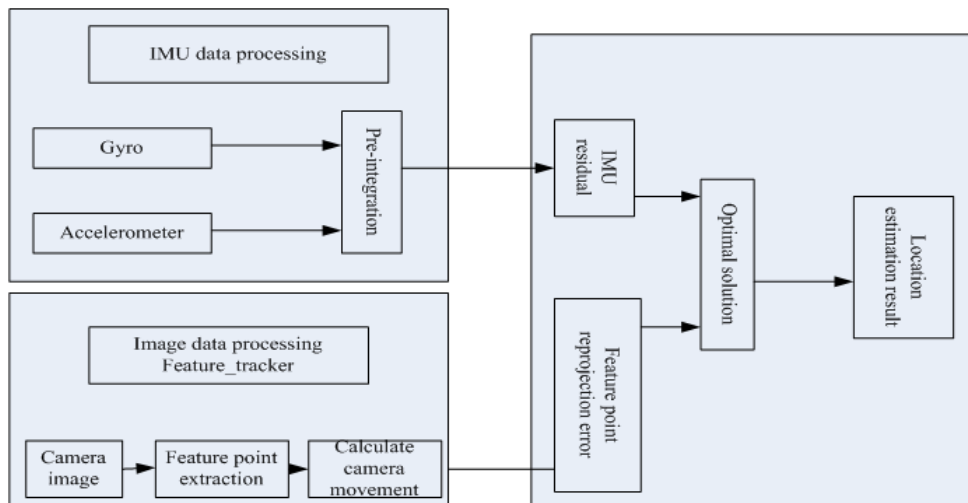 IMU data processing
Gyro
Accelerometer
Pre-integration
Image data processing
Feature_tracker
Camera
image
Feature point
extraction
Calculate
camera
movement
IMU
residual
Feature point
reprojection error
Optimal solution
Location
estimation result